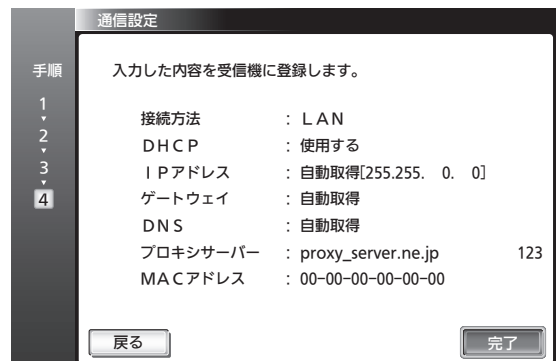 通信設定
手順
1
2
3
4
入力した内容を受信機に登録します。
接続方法 : ＬＡＮ
ＤＨＣＰ : 使用する
ＩＰアドレス : 自動取得[255.255. 0. 0]
ゲートウェイ : 自動取得
ＤＮＳ : 自動取得
プロキシサーバー : proxy_server.ne.jp 123
ＭＡＣアドレス : 00-00-00-00-00-00
戻る
完了